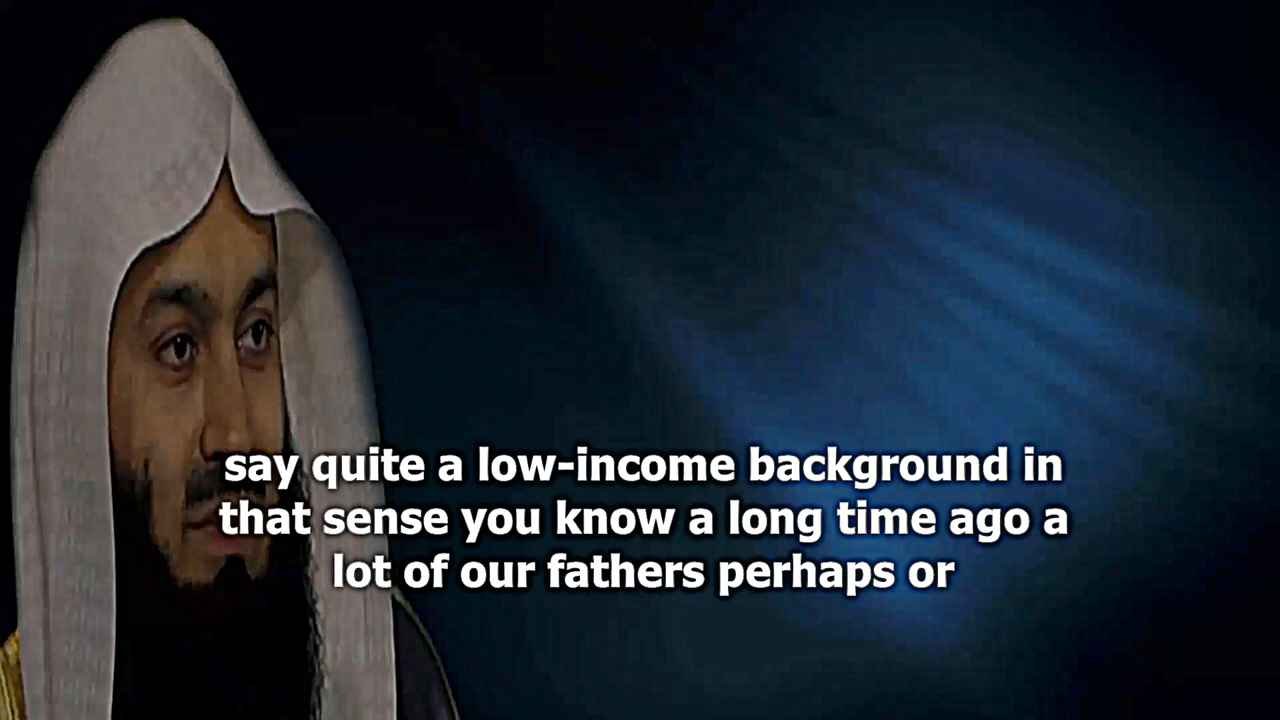 say quite a low-income background in
that sense you know a long time ago a
lot of our fathers perhaps or